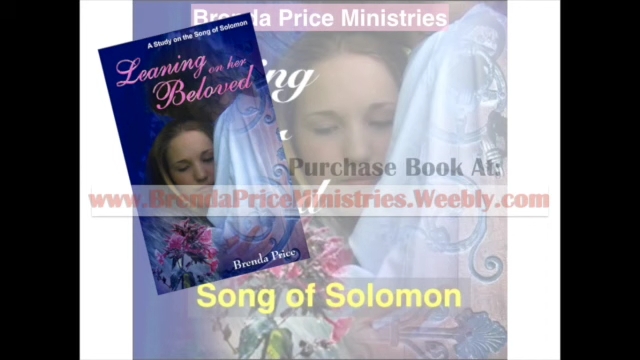 Brenda Price Ministries
A Study on the Song of Solomon
Leaning on her
Beloved
Purchase Book At:
www.BrendaPriceMinistries.Weebly.com
Brenda Price
Song of Solomon